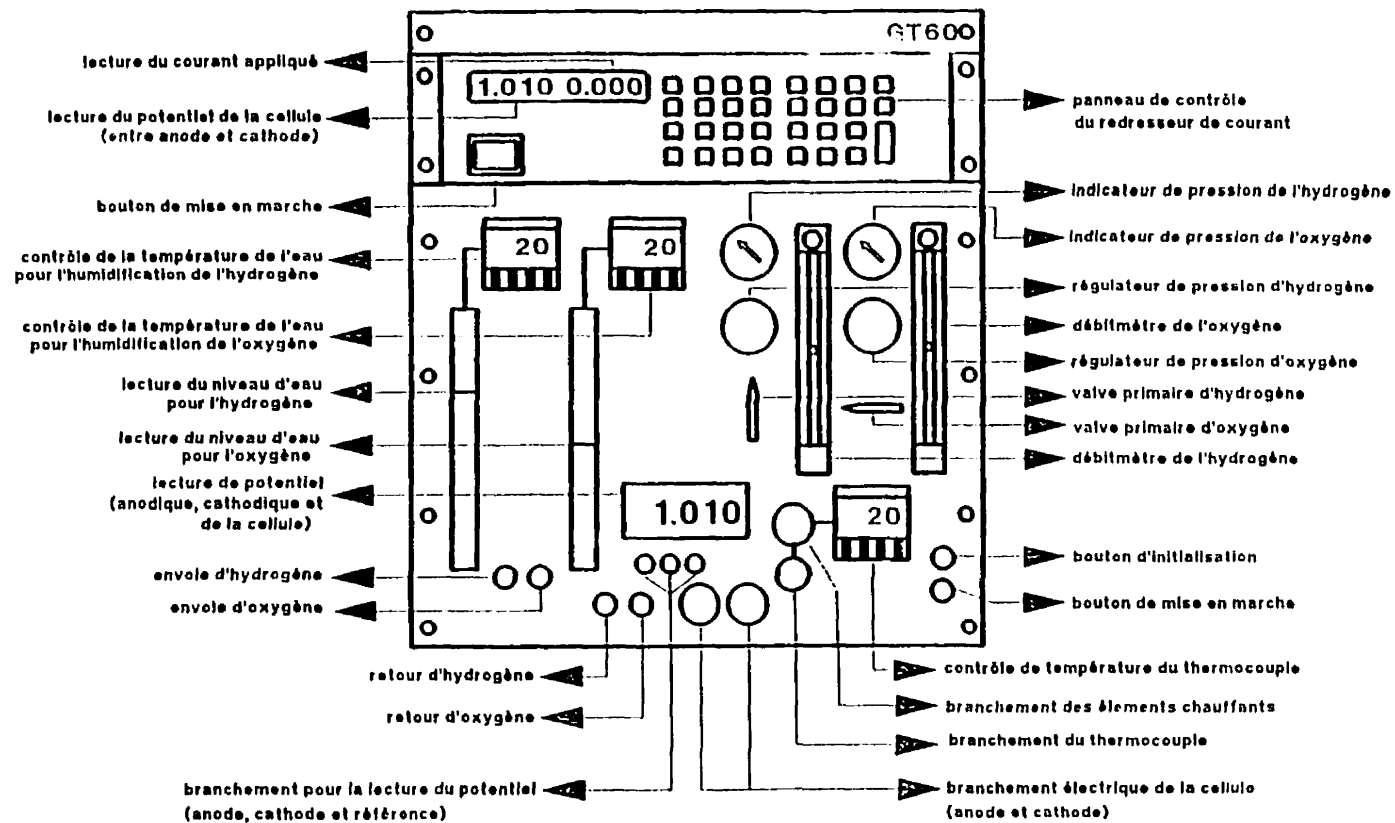 GT600
lecture du courant appliqué
1.010 0.000
lecture du potentiel de la cellule
(entre anode et cathode)
panneau de contrôle
du redresseur de courant
bouton de mise en marche
indicateur de pression de l'hydrogène
indicateur de pression de l'oxygène
contrôle de la température de l'eau
pour l'humidification de l'hydrogène
20
20
régulateur de pression d'hydrogène
contrôle de la température de l'eau
pour l'humidification de l'oxygène
débitmètre de l'oxygène
régulateur de pression d'oxygène
lecture du niveau d'eau
pour l'hydrogène
valve primaire d'hydrogène
valve primaire d'oxygène
lecture du niveau d'eau
pour l'oxygène
débitmètre de l'hydrogène
lecture de potentiel
(anodique, cathodique et
de la cellule)
1.010
20
bouton d'initialisation
envoie d'hydrogène
envoie d'oxygène
bouton de mise en marche
retour d'hydrogène
contrôle de température du thermocouple
retour d'oxygène
branchement des élements chauffants
branchement du thermocouple
branchement pour la lecture du potentiel
(anode, cathode et référence)
branchement électrique de la cellule
(anode et cathode)